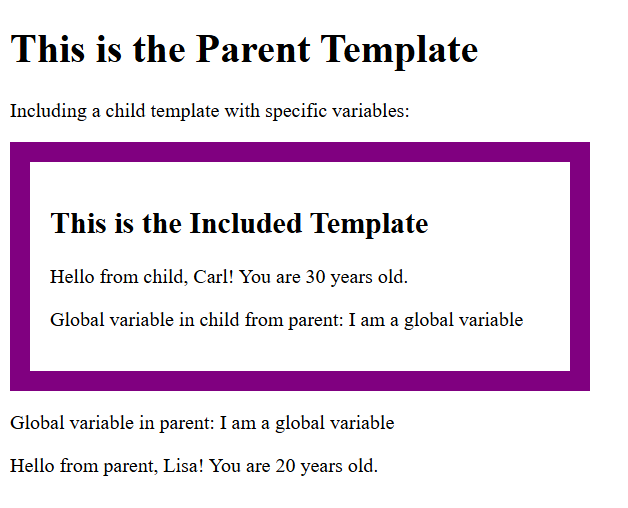 This is the Parent Template
Including a child template with specific variables:
This is the Included Template
Hello from child, Carl! You are 30 years old.
Global variable in child from parent: I am a global variable
Global variable in parent: I am a global variable
Hello from parent, Lisa! You are 20 years old.